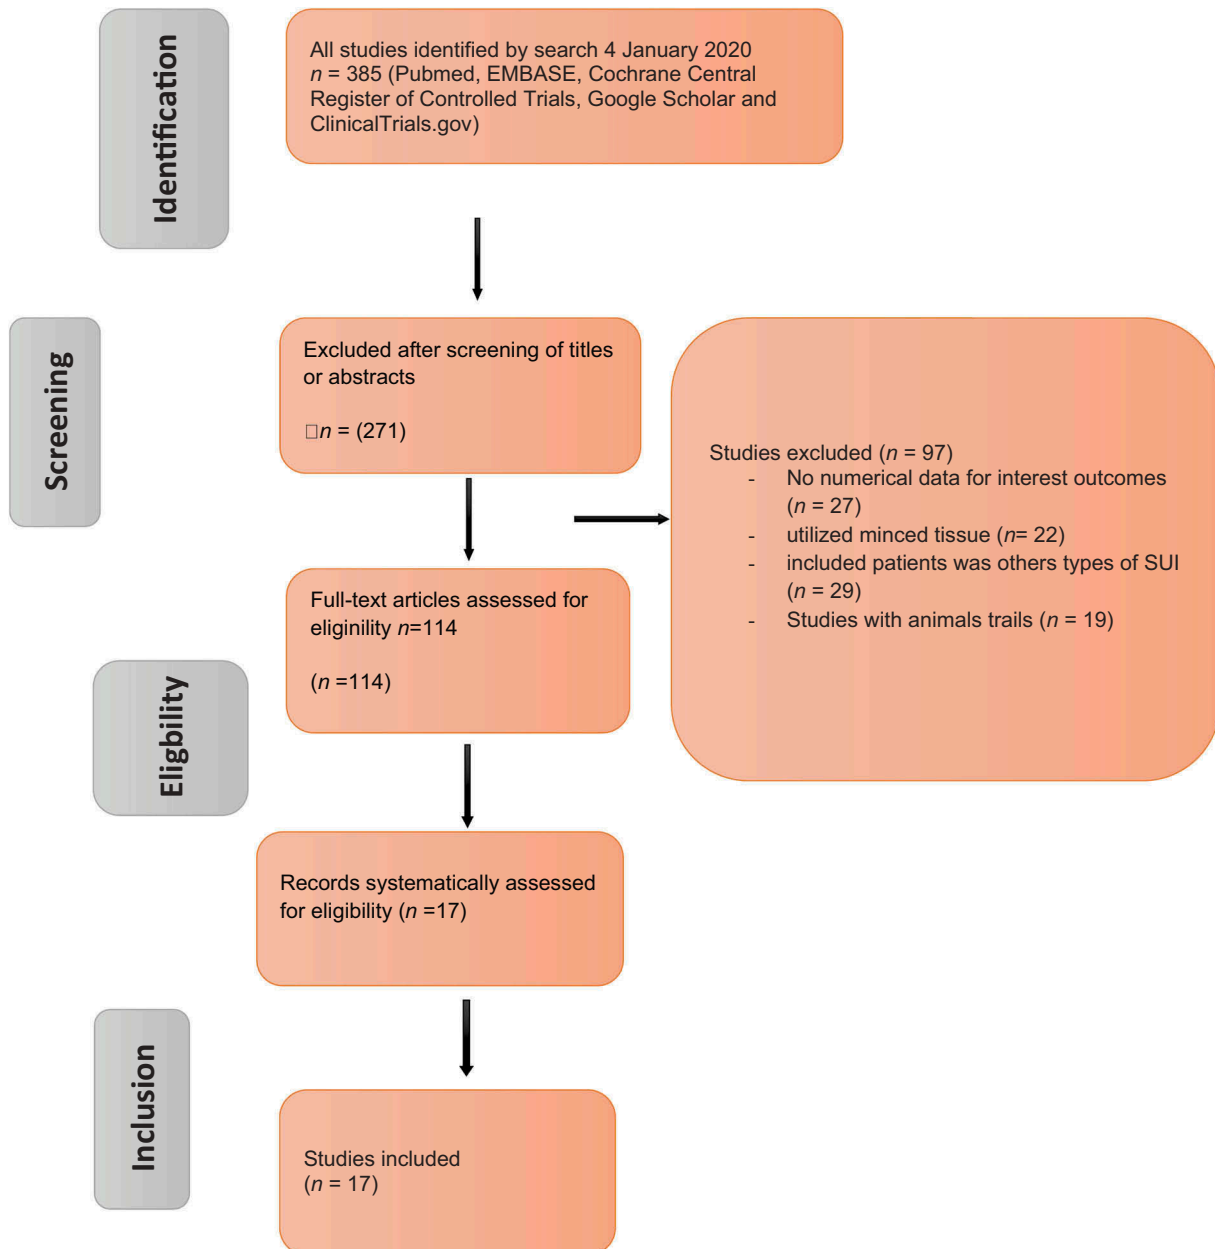 Identification
All studies identified by search 4 January 2020
n = 385 (Pubmed, EMBASE, Cochrane Central
Register of Controlled Trials, Google Scholar and
ClinicalTrials.gov)
Screening
Excluded after screening of titles
or abstracts
□n = (271)
Studies excluded (n = 97)
- No numerical data for interest outcomes
(n = 27)
- utilized minced tissue (n= 22)
- included patients was others types of SUI
(n = 29)
- Studies with animals trails (n = 19)
Eligbility
Full-text articles assessed for
eliginility n=114
(n =114)
Records systematically assessed
for eligibility (n =17)
Inclusion
Studies included
(n = 17)